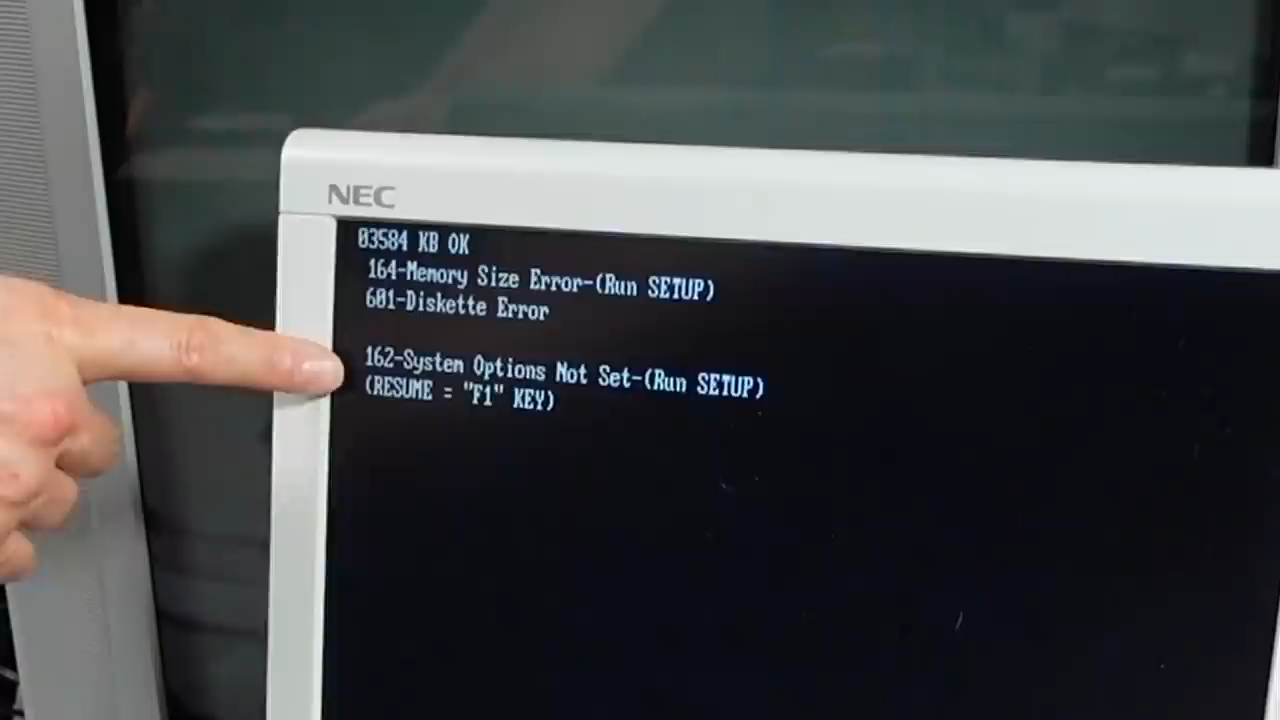 NEC
03584 KB OK
164-Memory Size Error-(Run SETUP)
601-Diskette Error
162-System Options Not Set-(Run SETUP)
(RESUME = "F1" KEY)